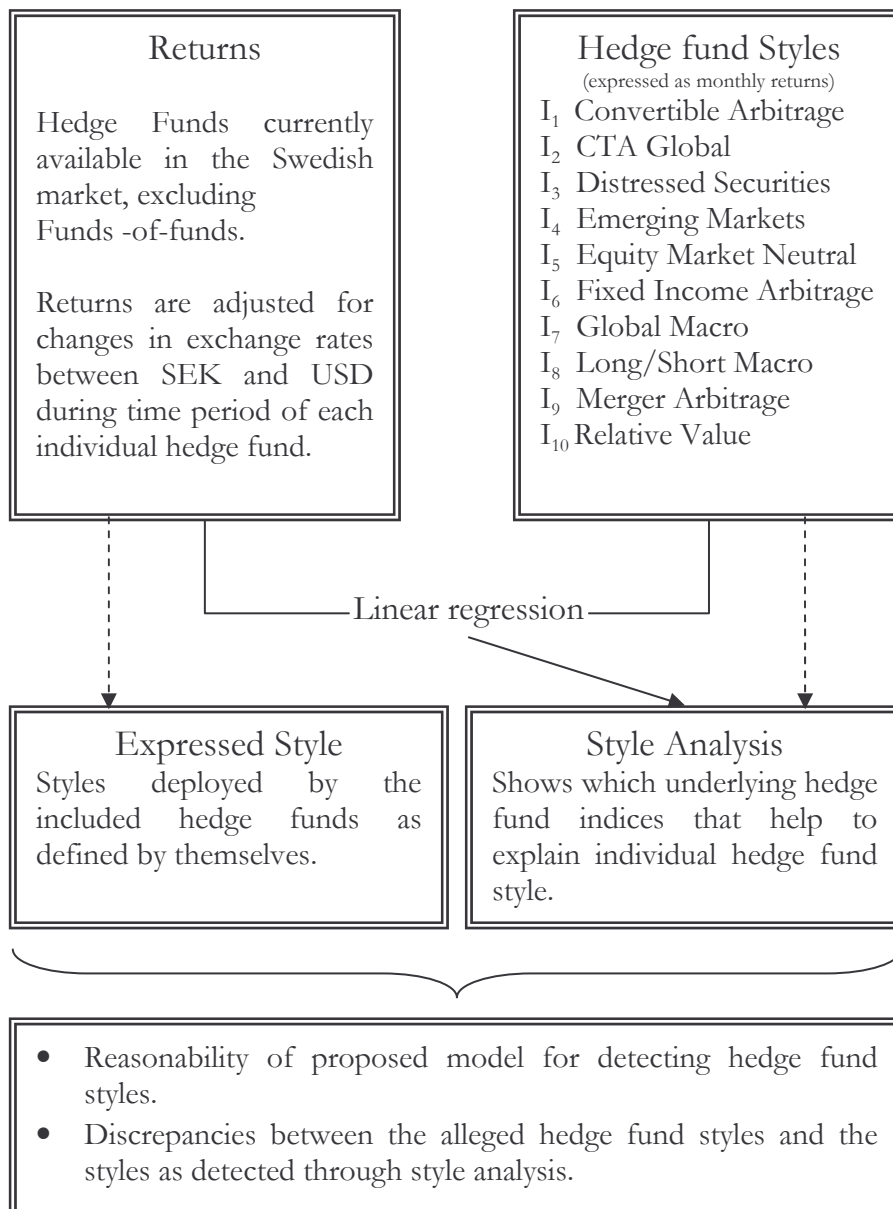 Returns
Hedge Funds currently
available in the Swedish
market, excluding
Funds -of-funds.
Returns are adjusted for
changes in exchange rates
between SEK and USD
during time period of each
individual hedge fund.
Hedge fund Styles
(expressed as monthly returns)
I₁ Convertible Arbitrage
I₂ CTA Global
I₃ Distressed Securities
I₄ Emerging Markets
I₅ Equity Market Neutral
I₆ Fixed Income Arbitrage
I₇ Global Macro
I₈ Long/Short Macro
I₉ Merger Arbitrage
I₁₀ Relative Value
Linear regression
Expressed Style
Styles deployed by the
included hedge funds as
defined by themselves.
Style Analysis
Shows which underlying hedge
fund indices that help to
explain individual hedge fund
style.
• Reasonability of proposed model for detecting hedge fund
styles.
• Discrepancies between the alleged hedge fund styles and the
styles as detected through style analysis.